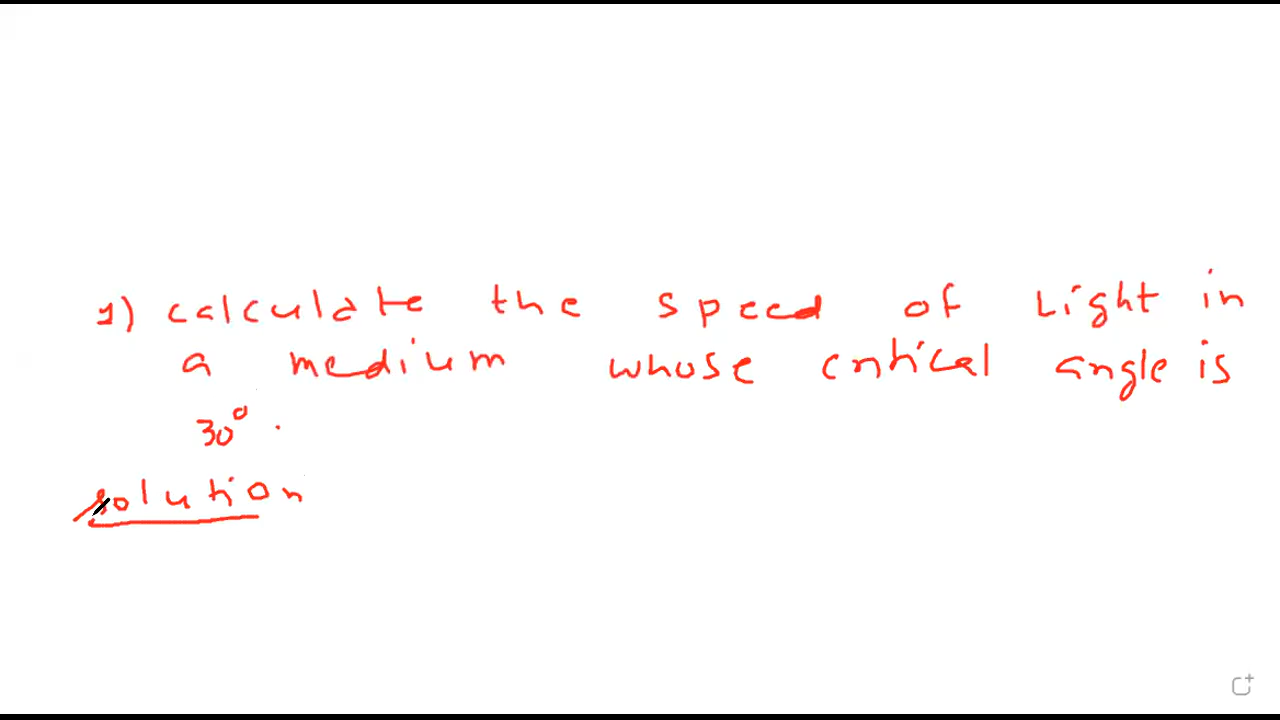 1) calculate the speed of Light in
a medium whose critical angle is
30° .
solution